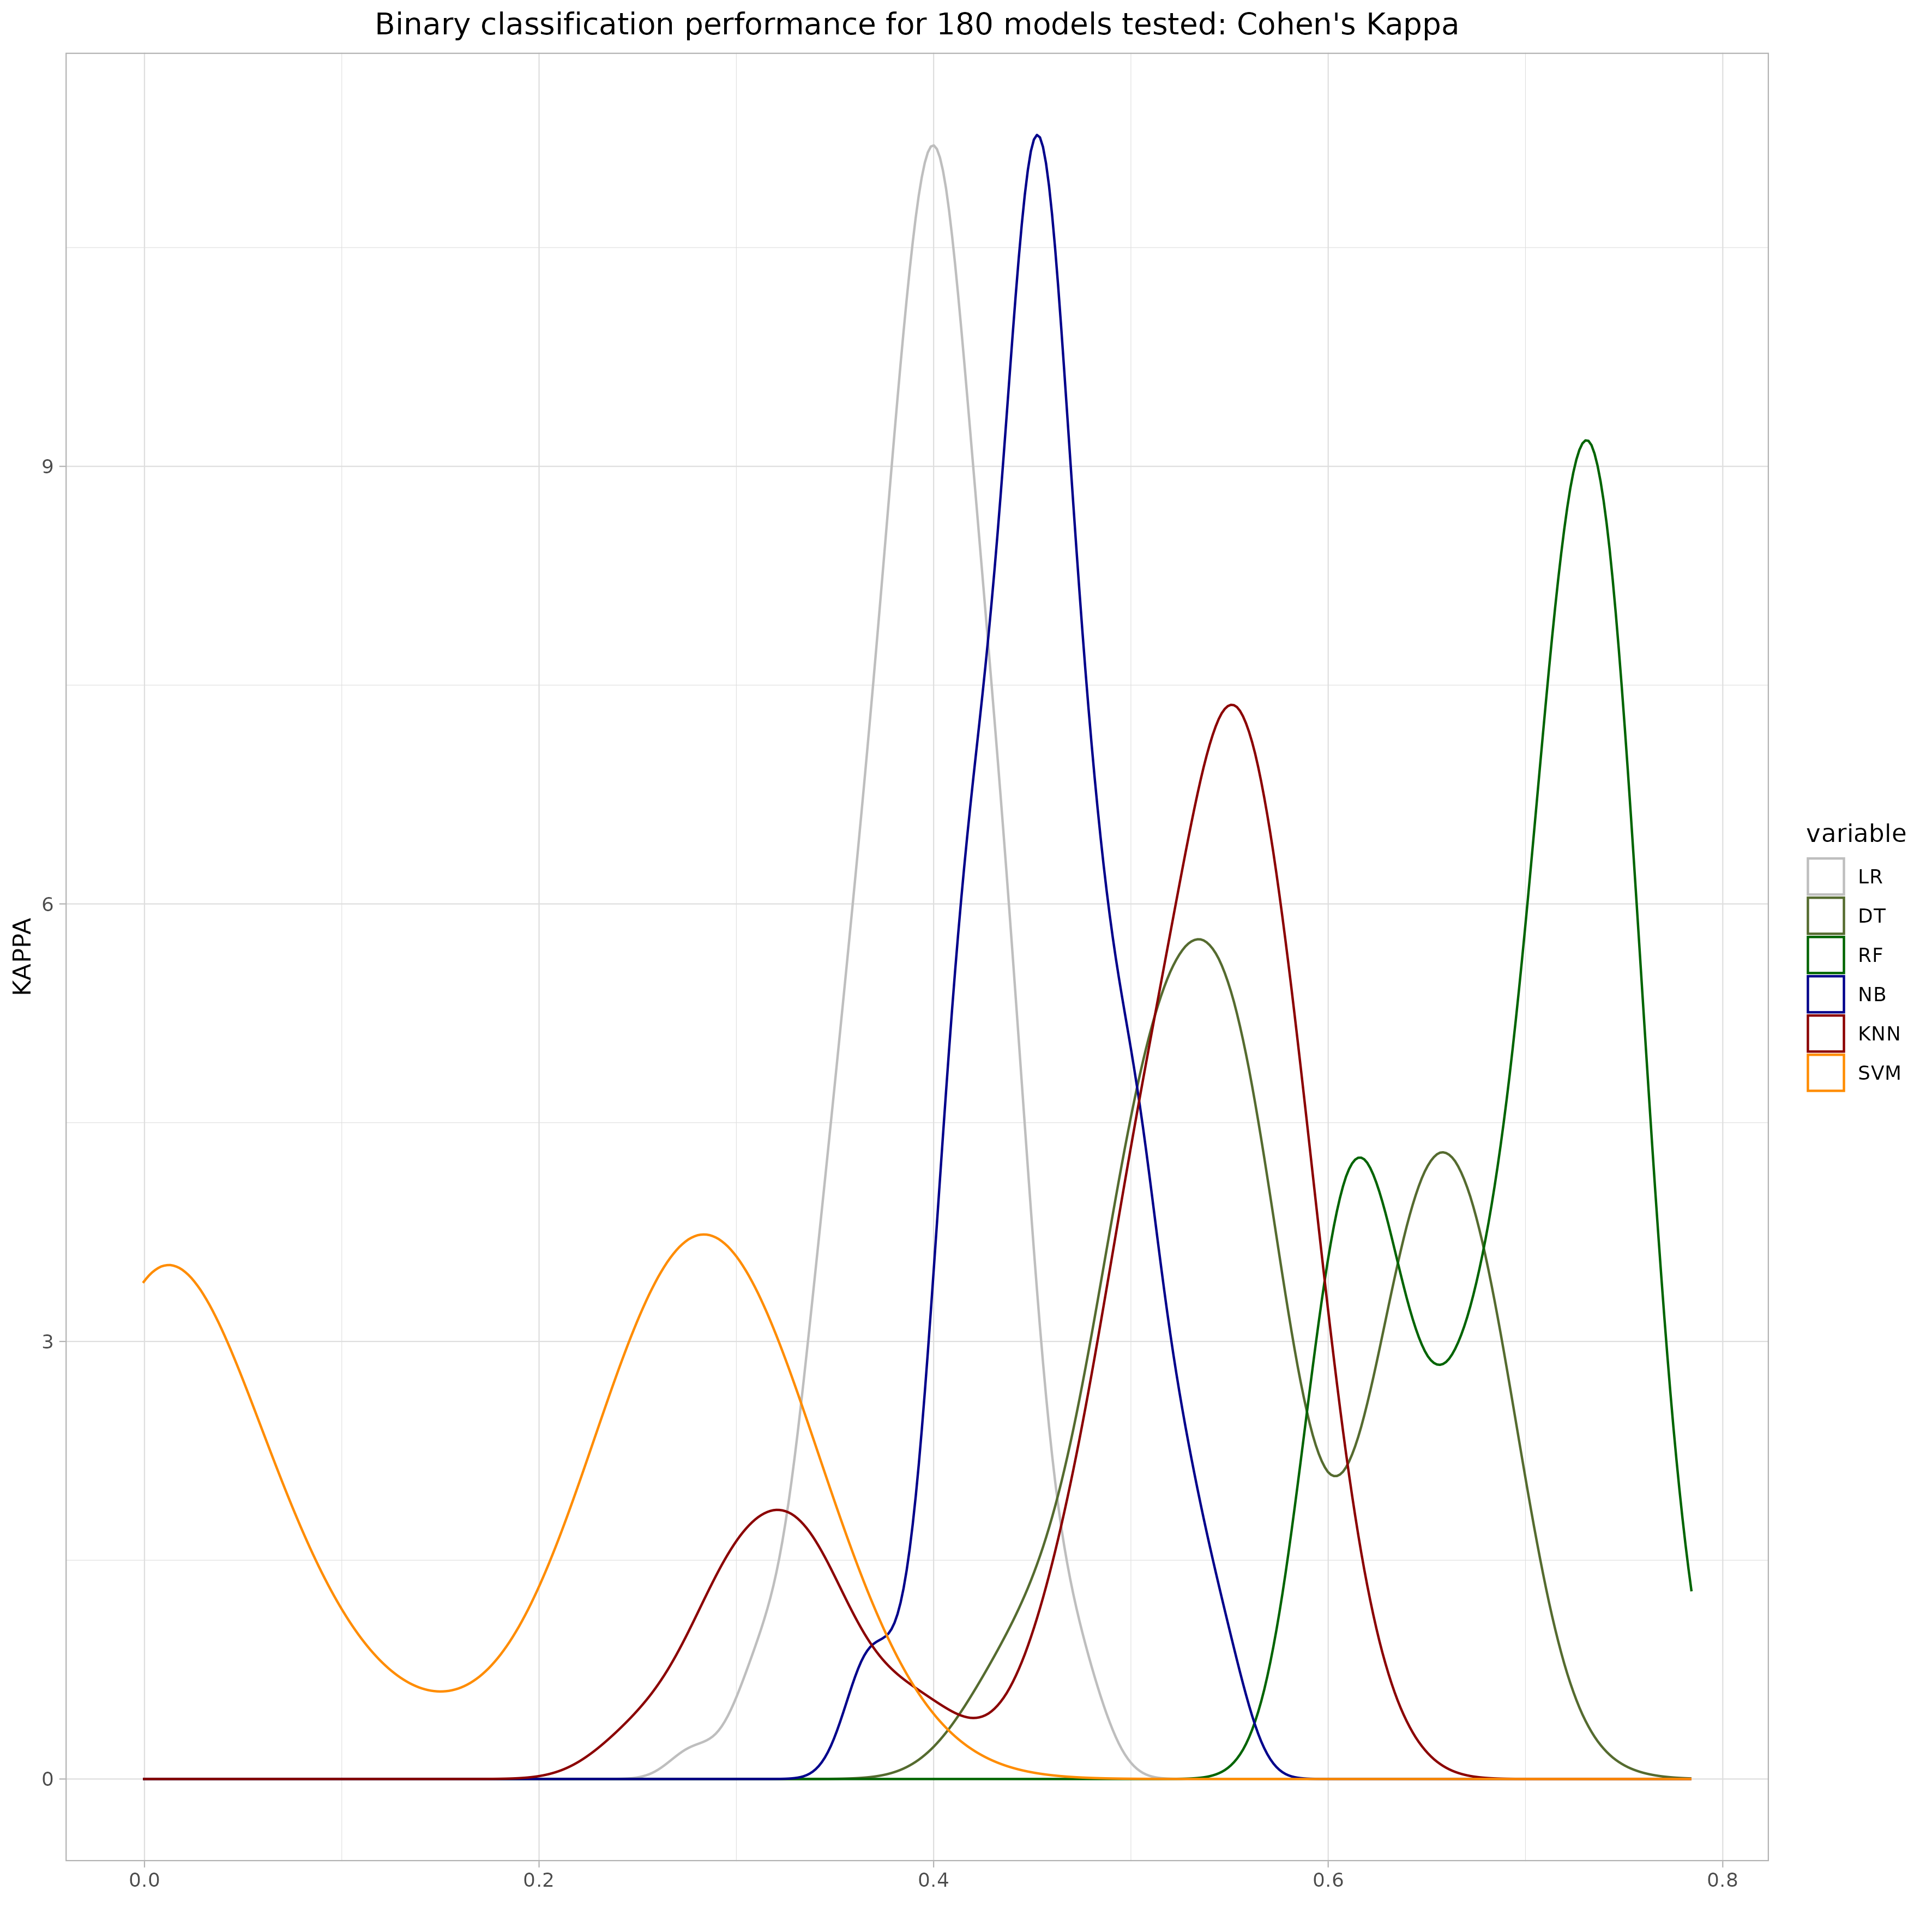 Binary classification performance for 180 models tested: Cohen's Kappa
KAPPA
9
6
3
0
0.0 0.2 0.4 0.6 0.8
variable
LR
DT
RF
NB
KNN
SVM